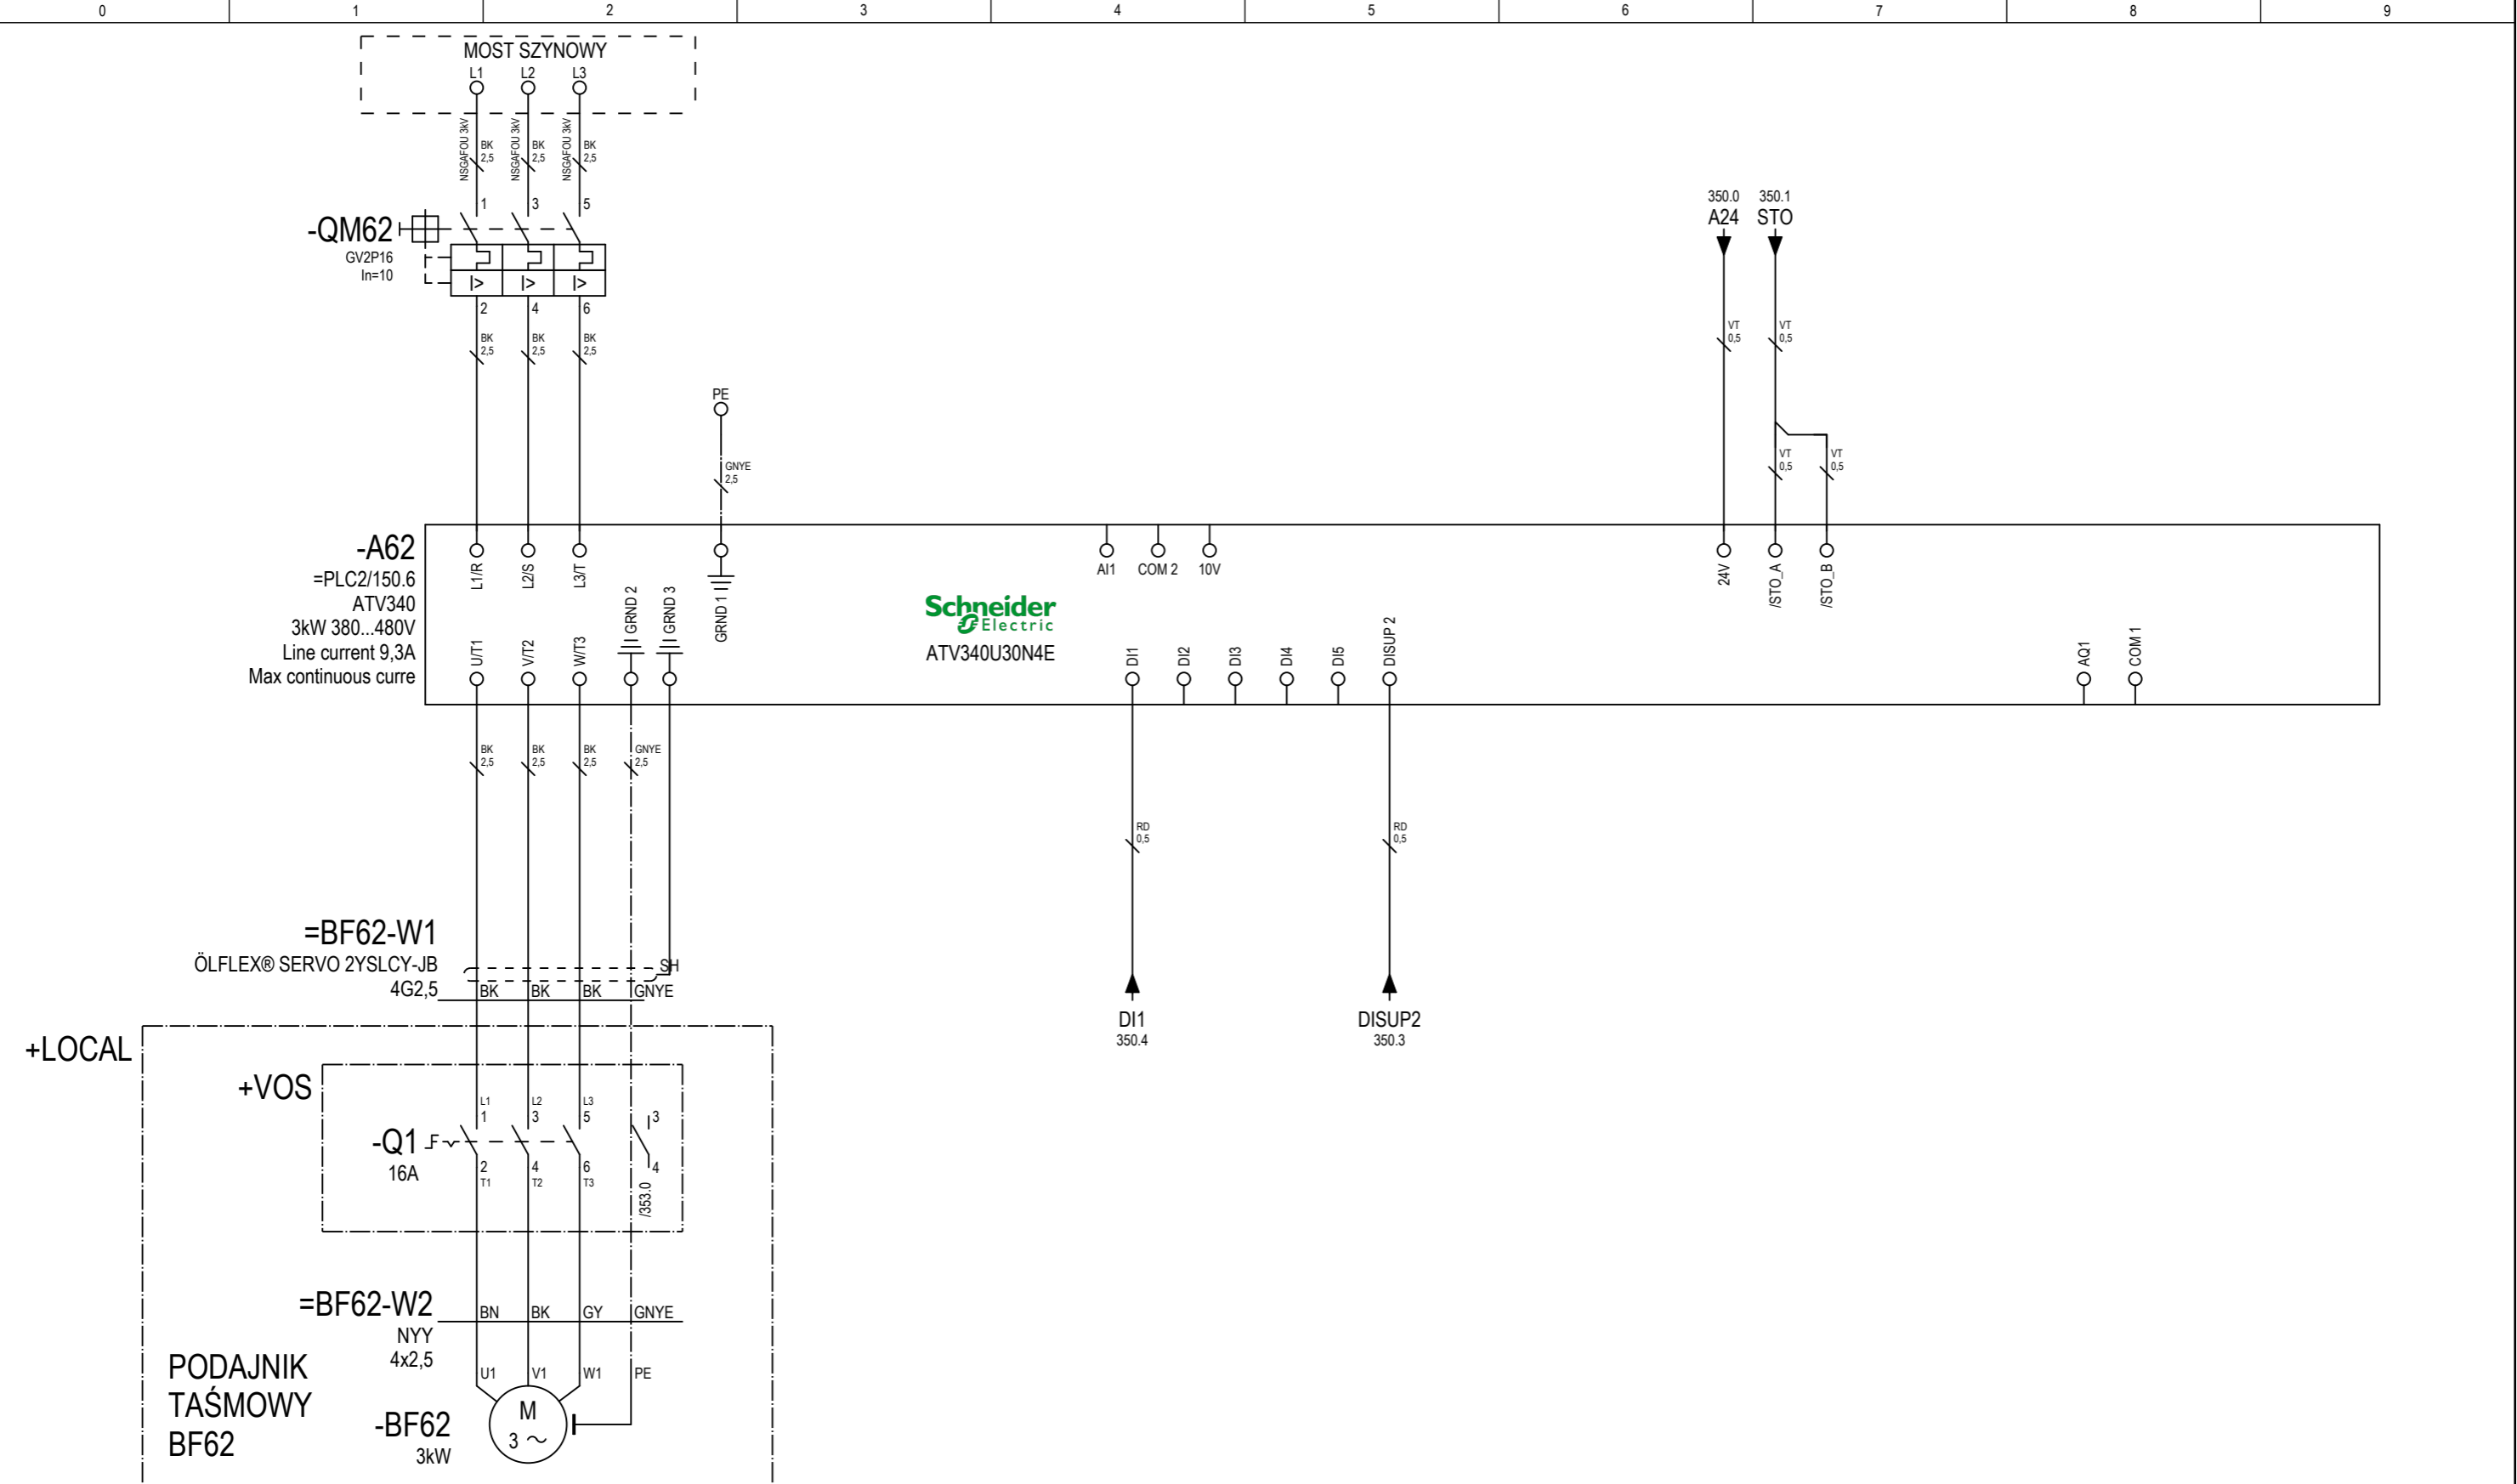 0 1 2 3 4 5 6 7 8 9
MOST SZYNOWY
L1 L2 L3
NSGAFOU 3kV NSGAFOU 3kV NSGAFOU 3kV
BK BK BK
2,5 2,5 2,5
350.0 350.1
A24 STO
1 3 5
-QM62
GV2P16
In=10
I> I> I>
2 4 6
BK BK BK
2,5 2,5 2,5
VT VT
0,5 0,5
PE
GNYE
2,5
VT VT
0,5 0,5
-A62
=PLC2/150.6
ATV340
3kW 380...480V
Line current 9,3A
Max continuous curre
L1/R L2/S L3/T
GRND 2 GRND 3 GRND 1
U/T1 V/T2 W/T3
AI1 COM 2 10V
24V /STO_A /STO_B
Schneider
Electric
ATV340U30N4E
DI1 DI2 DI3 DI4 DI5 DISUP 2
AQ1 COM 1
BK BK BK GNYE
2,5 2,5 2,5 2,5
RD RD
0,5 0,5
=BF62-W1
ÖLFLEX® SERVO 2YSLCY-JB
4G2,5
SH
BK BK BK GNYE
DI1 DISUP2
350.4 350.3
+LOCAL
+VOS
L1 L2 L3
1 3 5 3
-Q1
16A
2 4 6 4
T1 T2 T3
/353.0
=BF62-W2
NYY
4x2,5
BN BK GY GNYE
U1 V1 W1 PE
PODAJNIK
TAŚMOWY
BF62
-BF62
3kW
M
3 ~